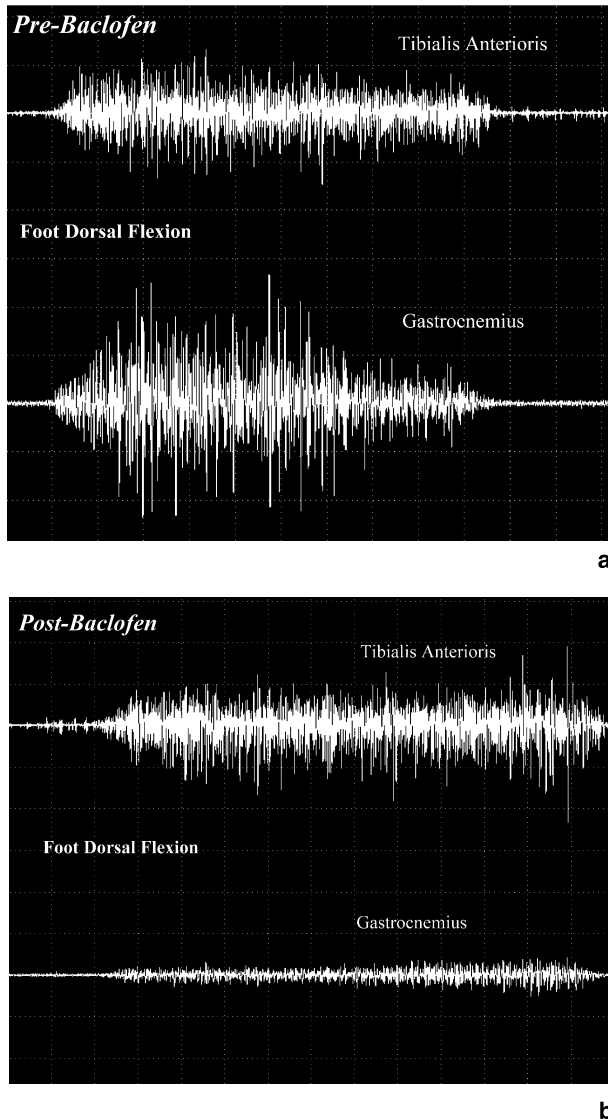 Pre-Baclofen
Tibialis Anterioris
Foot Dorsal Flexion
Gastrocnemius
a
Post-Baclofen
Tibialis Anterioris
Foot Dorsal Flexion
Gastrocnemius
b